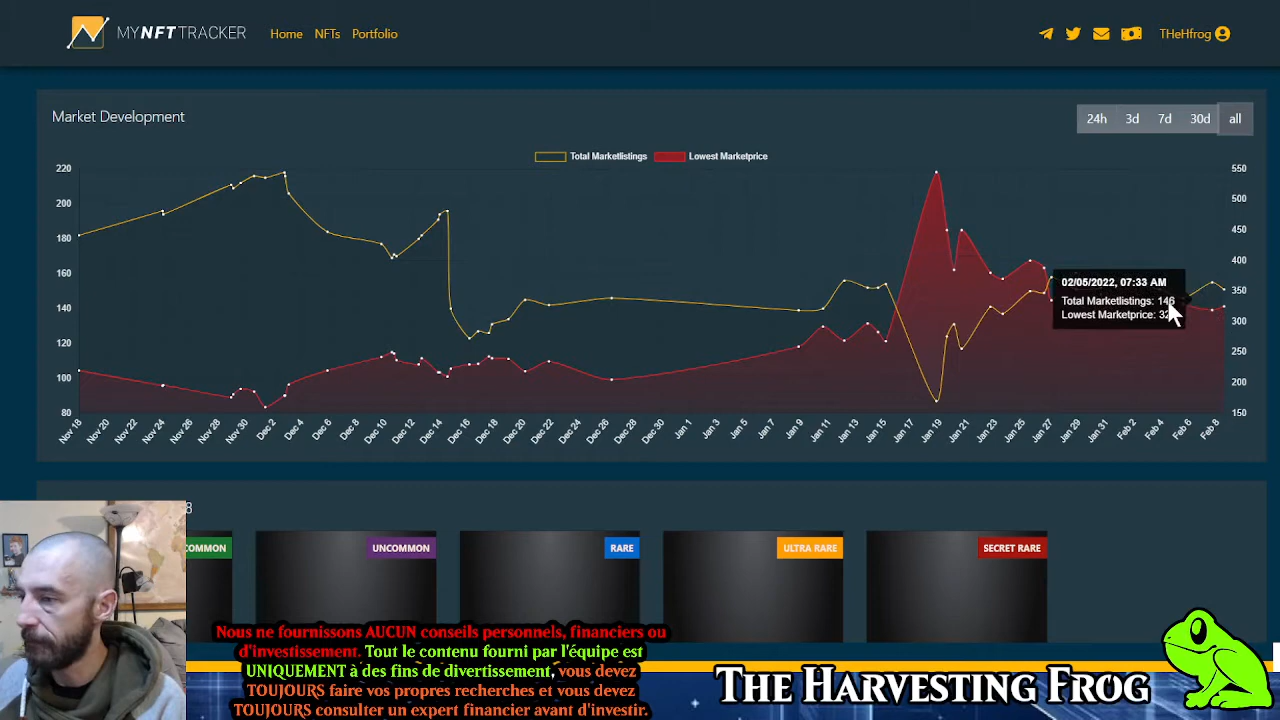 MYNFTTRACKER Home NFTs Portfolio THeHfrog
Market Development 24h 3d 7d 30d all
Total Marketlistings Lowest Marketprice
220 550
200 500
180 450
160 400
140 350
120 300
100 250
80 200
150
02/05/2022, 07:33 AM
Total Marketlistings: 146
Lowest Marketprice:
Nov 18 Nov 20 Nov 22 Nov 24 Nov 26 Nov 28 Nov 30 Dec 2 Dec 4 Dec 6 Dec 8 Dec 10 Dec 12 Dec 14 Dec 16 Dec 18 Dec 20 Dec 22 Dec 24 Dec 26 Dec 28 Dec 30 Jan 1 Jan 3 Jan 5 Jan 7 Jan 9 Jan 11 Jan 13 Jan 15 Jan 17 Jan 19 Jan 21 Jan 23 Jan 25 Jan 27 Jan 29 Jan 31 Feb 2 Feb 4 Feb 6 Feb 8
UNCOMMON RARE ULTRA RARE SECRET RARE
Nous ne fournissons AUCUN conseils personnels, financiers ou
d'investissement. Tout le contenu fourni par l'équipe est
UNIQUEMENT à des fins de divertissement, vous devez
TOUJOURS faire vos propres recherches et vous devez
TOUJOURS consulter un expert financier avant d'investir.
THE HARVESTING FROG